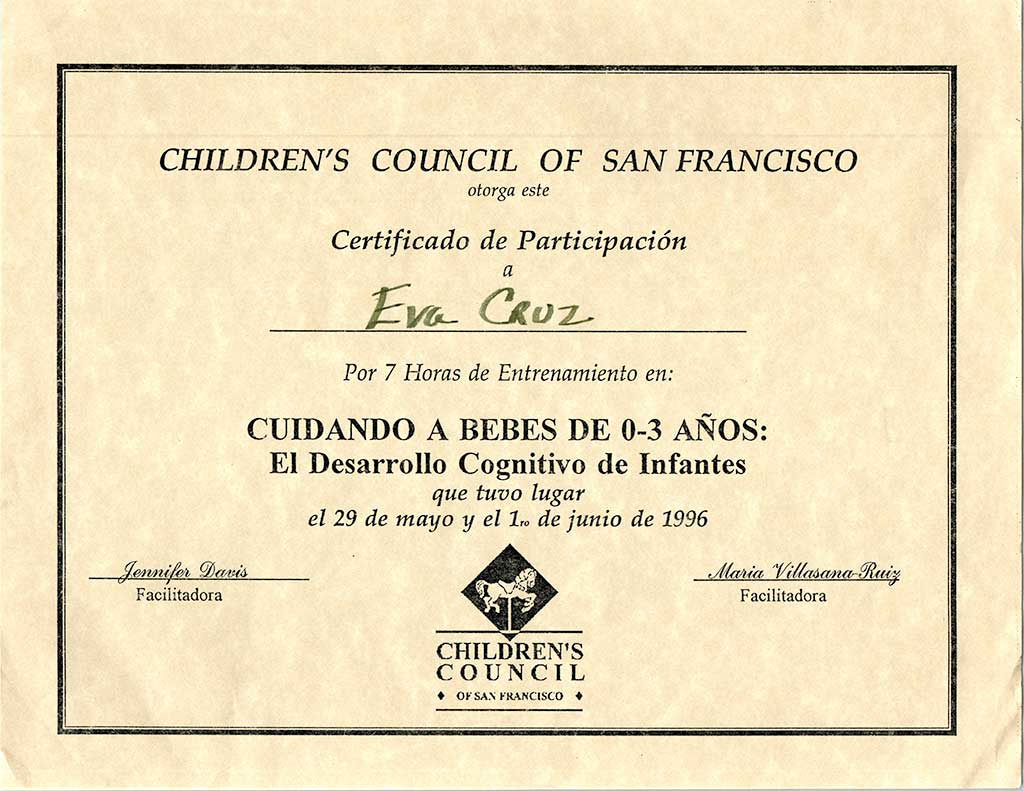 CHILDREN'S COUNCIL OF SAN FRANCISCO
otorga este
Certificado de Participación
a
Eva Cruz
Por 7 Horas de Entrenamiento en:
CUIDANDO A BEBES DE 0-3 AÑOS:
El Desarrollo Cognitivo de Infantes
que tuvo lugar
el 29 de mayo y el 1ro de junio de 1996
Jennifer Davis
Facilitadora
Maria Villasana-Ruiz
Facilitadora
CHILDREN'S
COUNCIL
♦ OF SAN FRANCISCO ♦